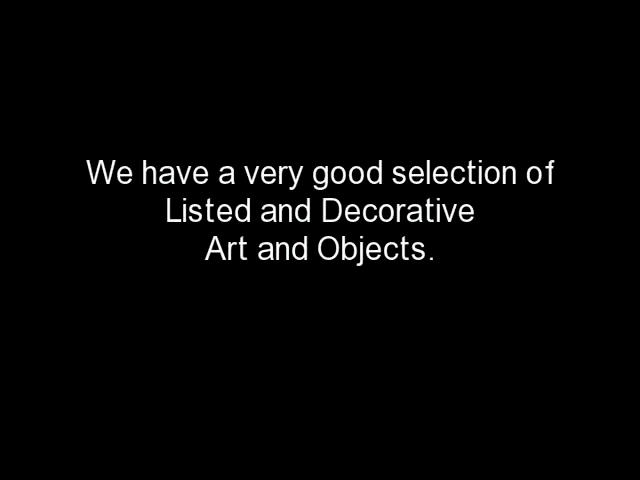 We have a very good selection of
Listed and Decorative
Art and Objects.